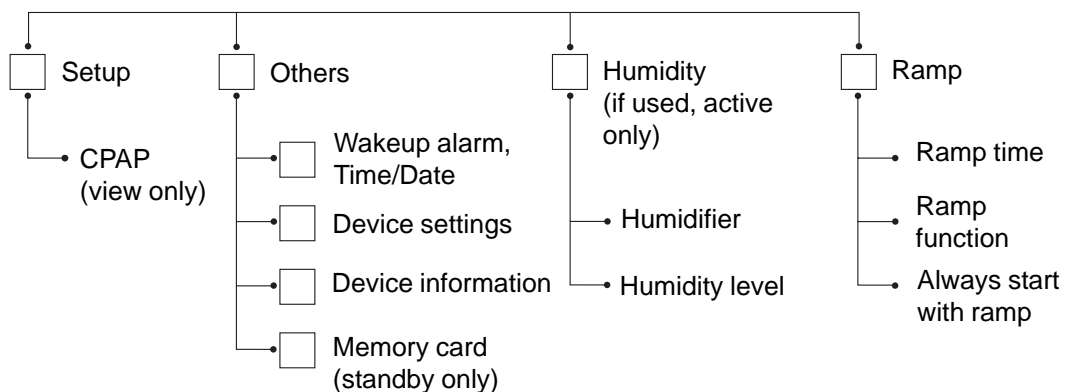 Setup
CPAP
(view only)
Others
Wakeup alarm,
Time/Date
Device settings
Device information
Memory card
(standby only)
Humidity
(if used, active
only)
Humidifier
Humidity level
Ramp
Ramp time
Ramp
function
Always start
with ramp